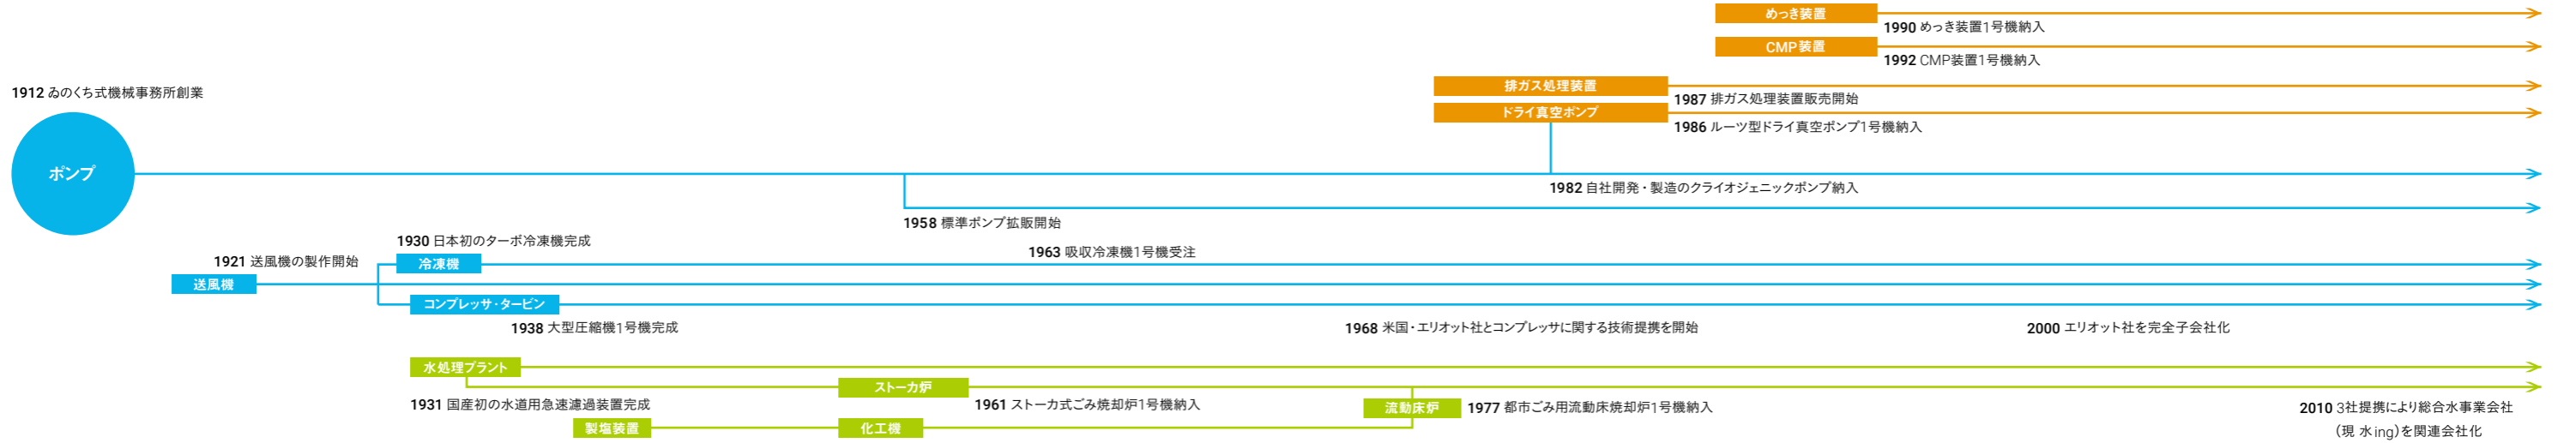 めっき装置
1990 めっき装置1号機納入
CMP装置
1992 CMP装置1号機納入
排ガス処理装置
1987 排ガス処理装置販売開始
ドライ真空ポンプ
1986 ルーツ型ドライ真空ポンプ1号機納入
1912 ゐのくち式機械事務所創業
ポンプ
1982 自社開発・製造のクライオジェニックポンプ納入
1958 標準ポンプ拡販開始
1930 日本初のターボ冷凍機完成
1963 吸収冷凍機1号機受注
1921 送風機の製作開始
冷凍機
送風機
コンプレッサ・タービン
1938 大型圧縮機1号機完成
1968 米国・エリオット社とコンプレッサに関する技術提携を開始
2000 エリオット社を完全子会社化
水処理プラント
ストーカ炉
1931 国産初の水道用急速濾過装置完成
1961 ストーカ式ごみ焼却炉1号機納入
流動床炉
1977 都市ごみ用流動床焼却炉1号機納入
2010 3社提携により総合水事業会社
(現 水ing)を関連会社化
製塩装置
化工機